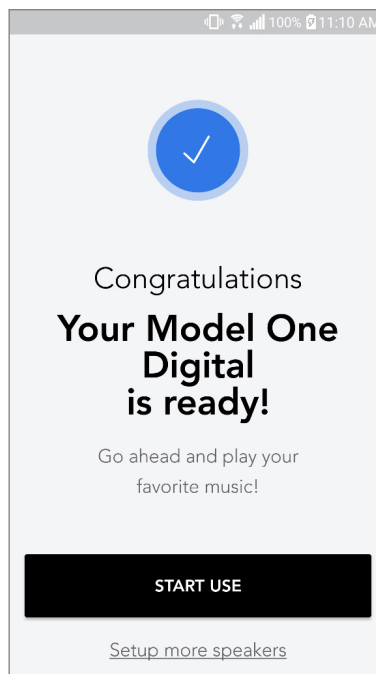 100% 11:10 AM
Congratulations
Your Model One
Digital
is ready!
Go ahead and play your
favorite music!
START USE
Setup more speakers